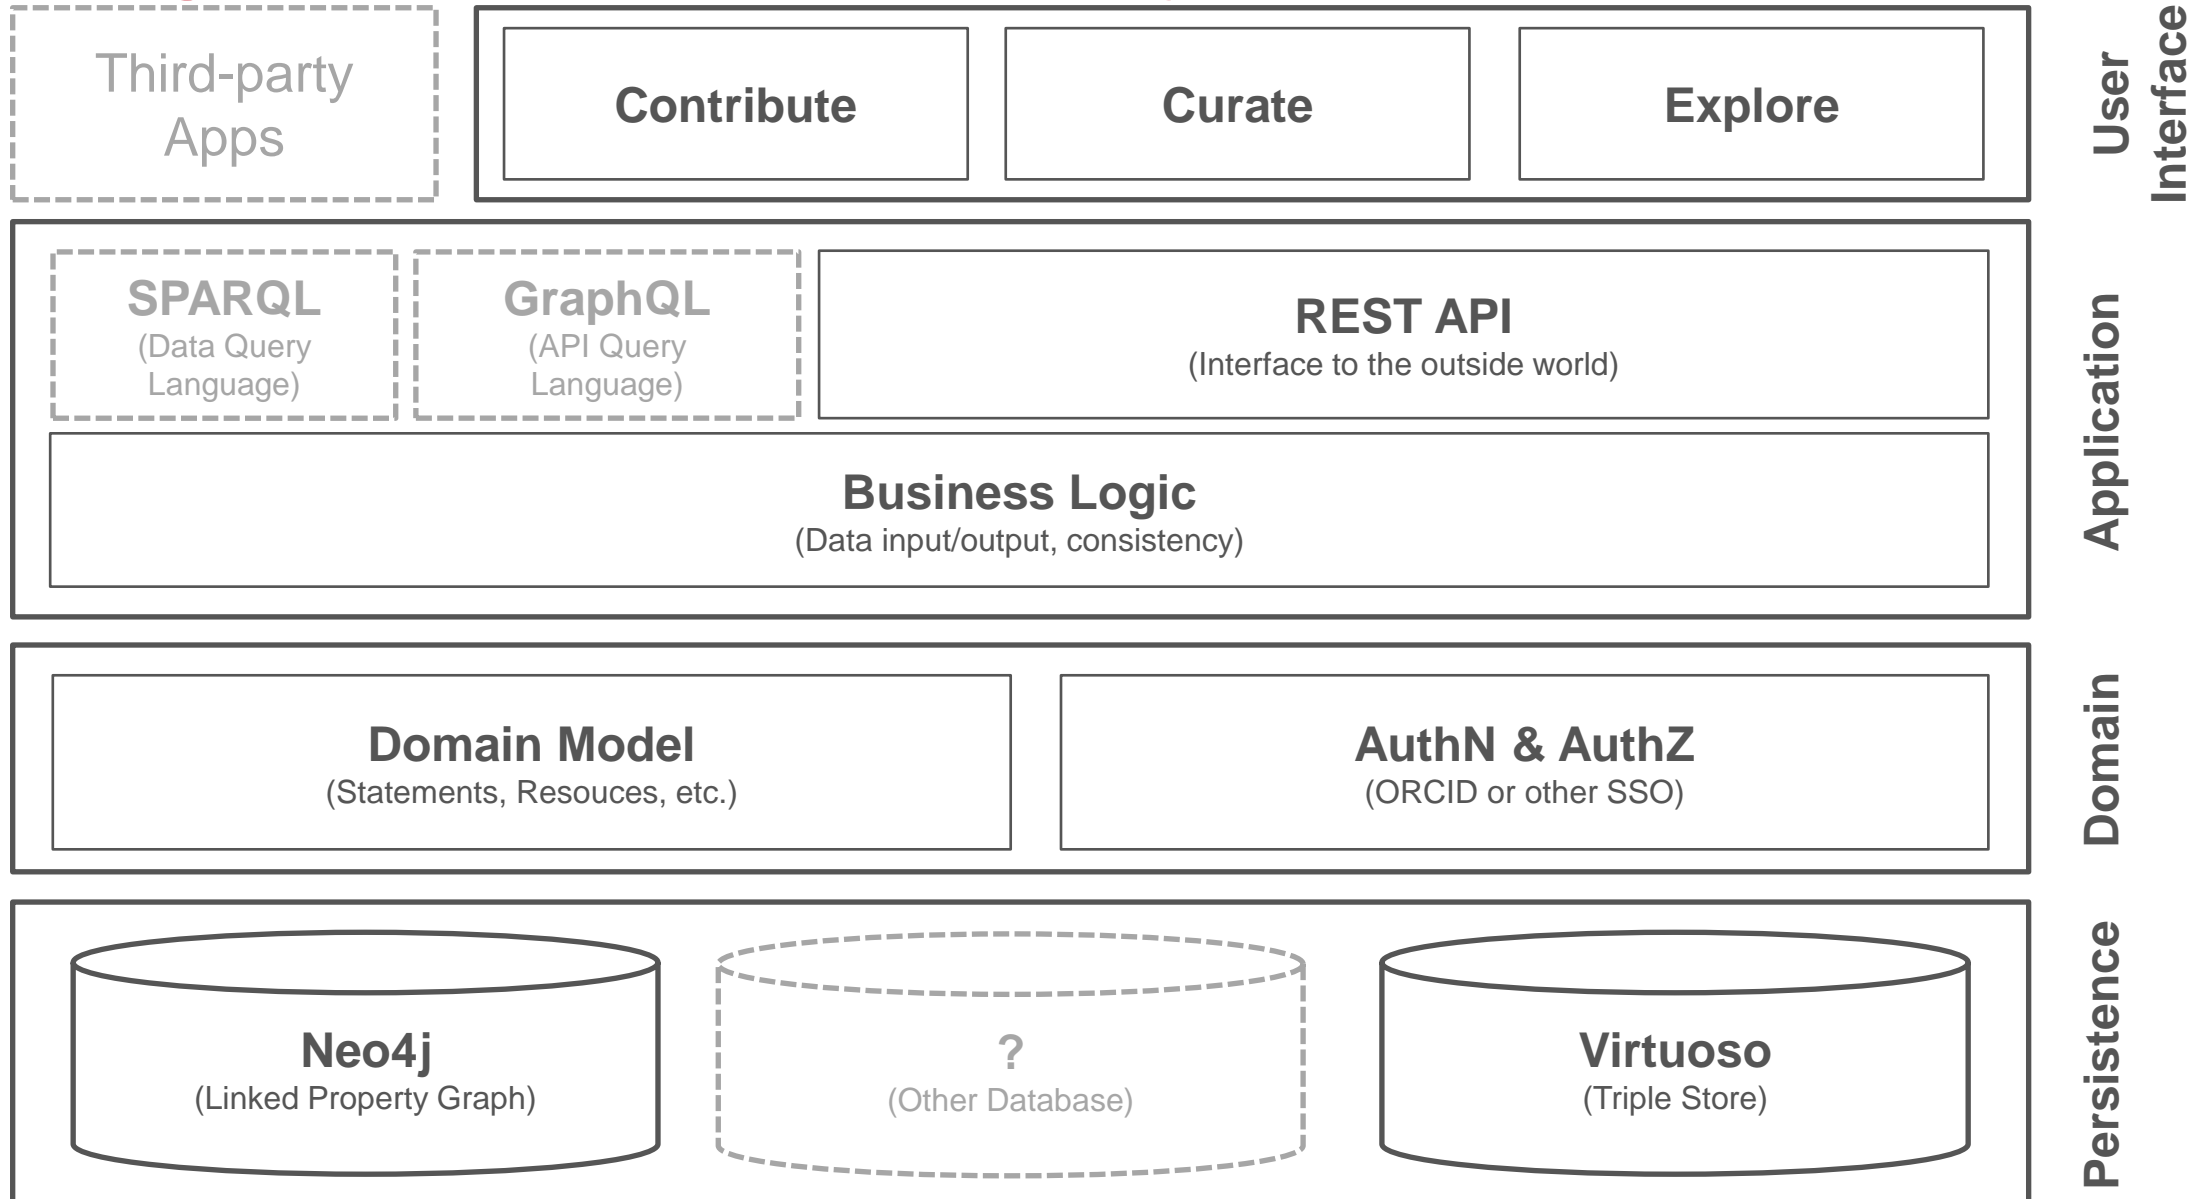 Third-party
Apps
Contribute
Curate
Explore
User
Interface
SPARQL
(Data Query
Language)
GraphQL
(API Query
Language)
REST API
(Interface to the outside world)
Business Logic
(Data input/output, consistency)
Application
Domain Model
(Statements, Resouces, etc.)
AuthN & AuthZ
(ORCID or other SSO)
Domain
Neo4j
(Linked Property Graph)
?
(Other Database)
Virtuoso
(Triple Store)
Persistence